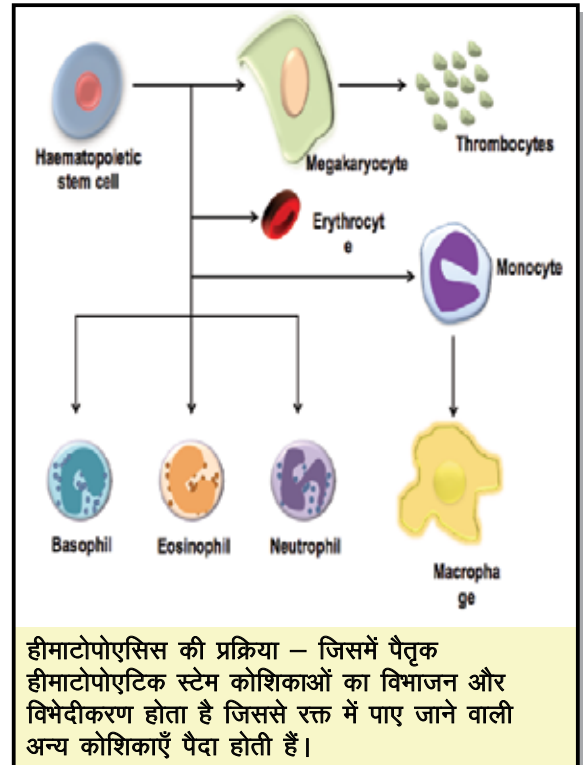 Haematopoietic
stem cell
Megakaryocyte
Thrombocytes
Erythrocyt
e
Monocyte
Basophil
Eosinophil
Neutrophil
Macropha
ge
हीमाटोपोएसिस की प्रक्रिया – जिसमें पैतृक
हीमाटोपोएटिक स्टेम कोशिकाओं का विभाजन और
विभेदीकरण होता है जिससे रक्त में पाए जाने वाली
अन्य कोशिकाएँ पैदा होती हैं।